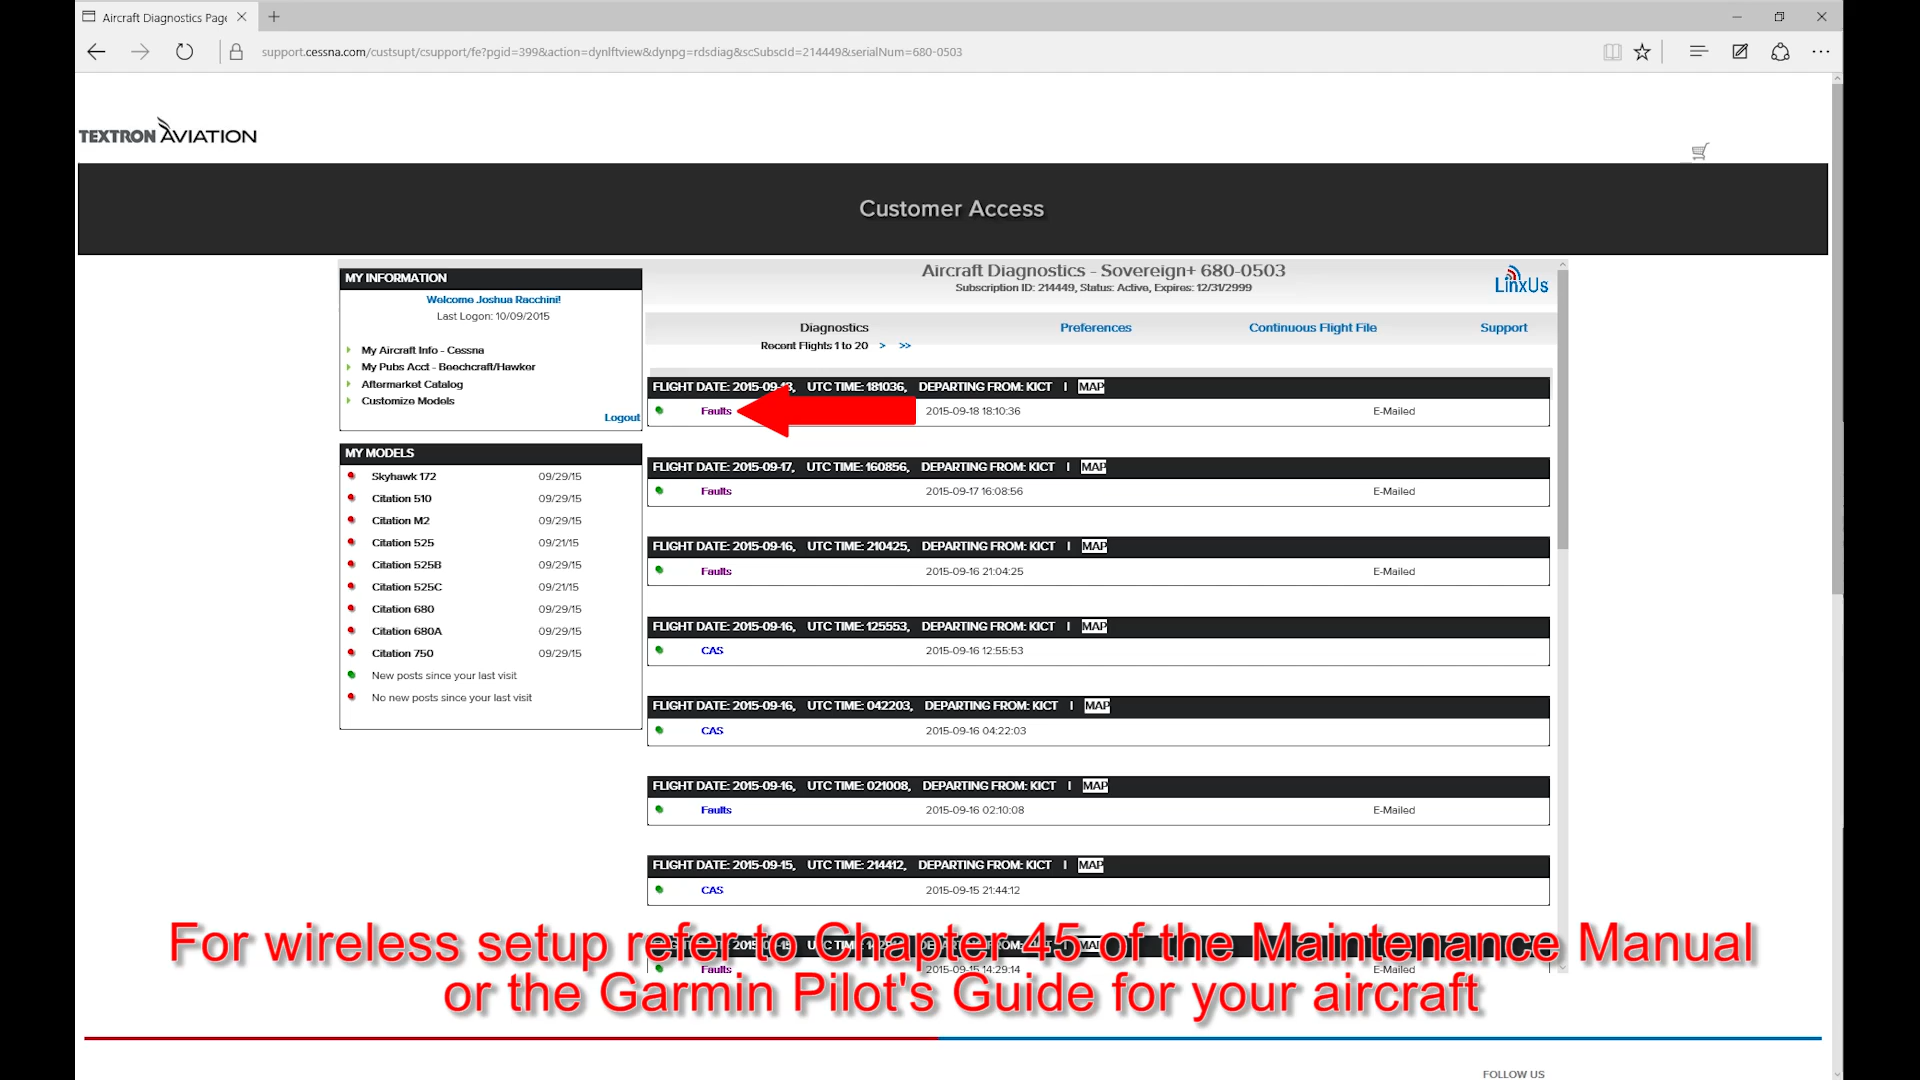 Aircraft Diagnostics Page
support.cessna.com/custsupt/csupport/fe?pgid=399&action=dynlftview&dynpg=rdsdiag&scSubscId=214449&serialNum=680-0503
TEXTRON AVIATION
Customer Access
MY INFORMATION
Welcome Joshua Racchini!
Last Logon: 10/09/2015
My Aircraft Info - Cessna
My Pubs Acct - Beechcraft/Hawker
Aftermarket Catalog
Customize Models
Logout
MY MODELS
Skyhawk 172 09/29/15
Citation 510 09/29/15
Citation M2 09/29/15
Citation 525 09/21/15
Citation 525B 09/29/15
Citation 525C 09/21/15
Citation 680 09/29/15
Citation 680A 09/29/15
Citation 750 09/29/15
New posts since your last visit
No new posts since your last visit
Aircraft Diagnostics - Sovereign+ 680-0503
Subscription ID: 214449, Status: Active, Expires: 12/31/2999
LinxUs
Diagnostics Preferences Continuous Flight File Support
Recent Flights 1 to 20 > >>
FLIGHT DATE: 2015-09-18, UTC TIME: 181036, DEPARTING FROM: KICT | MAP
Faults 2015-09-18 18:10:36 E-Mailed
FLIGHT DATE: 2015-09-17, UTC TIME: 160856, DEPARTING FROM: KICT | MAP
Faults 2015-09-17 16:08:56 E-Mailed
FLIGHT DATE: 2015-09-16, UTC TIME: 210425, DEPARTING FROM: KICT | MAP
Faults 2015-09-16 21:04:25 E-Mailed
FLIGHT DATE: 2015-09-16, UTC TIME: 125553, DEPARTING FROM: KICT | MAP
CAS 2015-09-16 12:55:53
FLIGHT DATE: 2015-09-16, UTC TIME: 042203, DEPARTING FROM: KICT | MAP
CAS 2015-09-16 04:22:03
FLIGHT DATE: 2015-09-16, UTC TIME: 021008, DEPARTING FROM: KICT | MAP
Faults 2015-09-16 02:10:08 E-Mailed
FLIGHT DATE: 2015-09-15, UTC TIME: 214412, DEPARTING FROM: KICT | MAP
CAS 2015-09-15 21:44:12
Faults 2015-09-15 14:29:14 E-Mailed
For wireless setup refer to Chapter 45 of the Maintenance Manual
or the Garmin Pilot's Guide for your aircraft
FOLLOW US